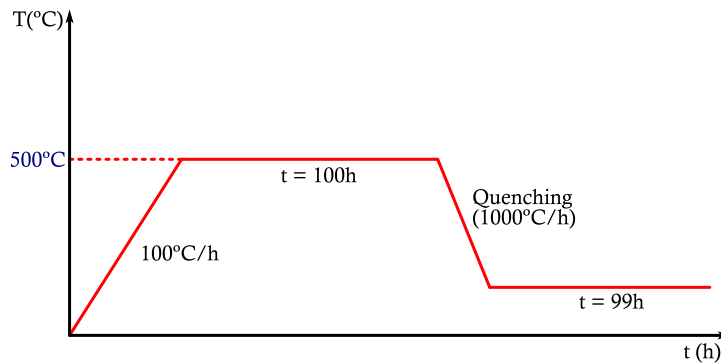 T(ºC)
500ºC
t = 100h
Quenching
(1000ºC/h)
100ºC/h
t = 99h
t (h)